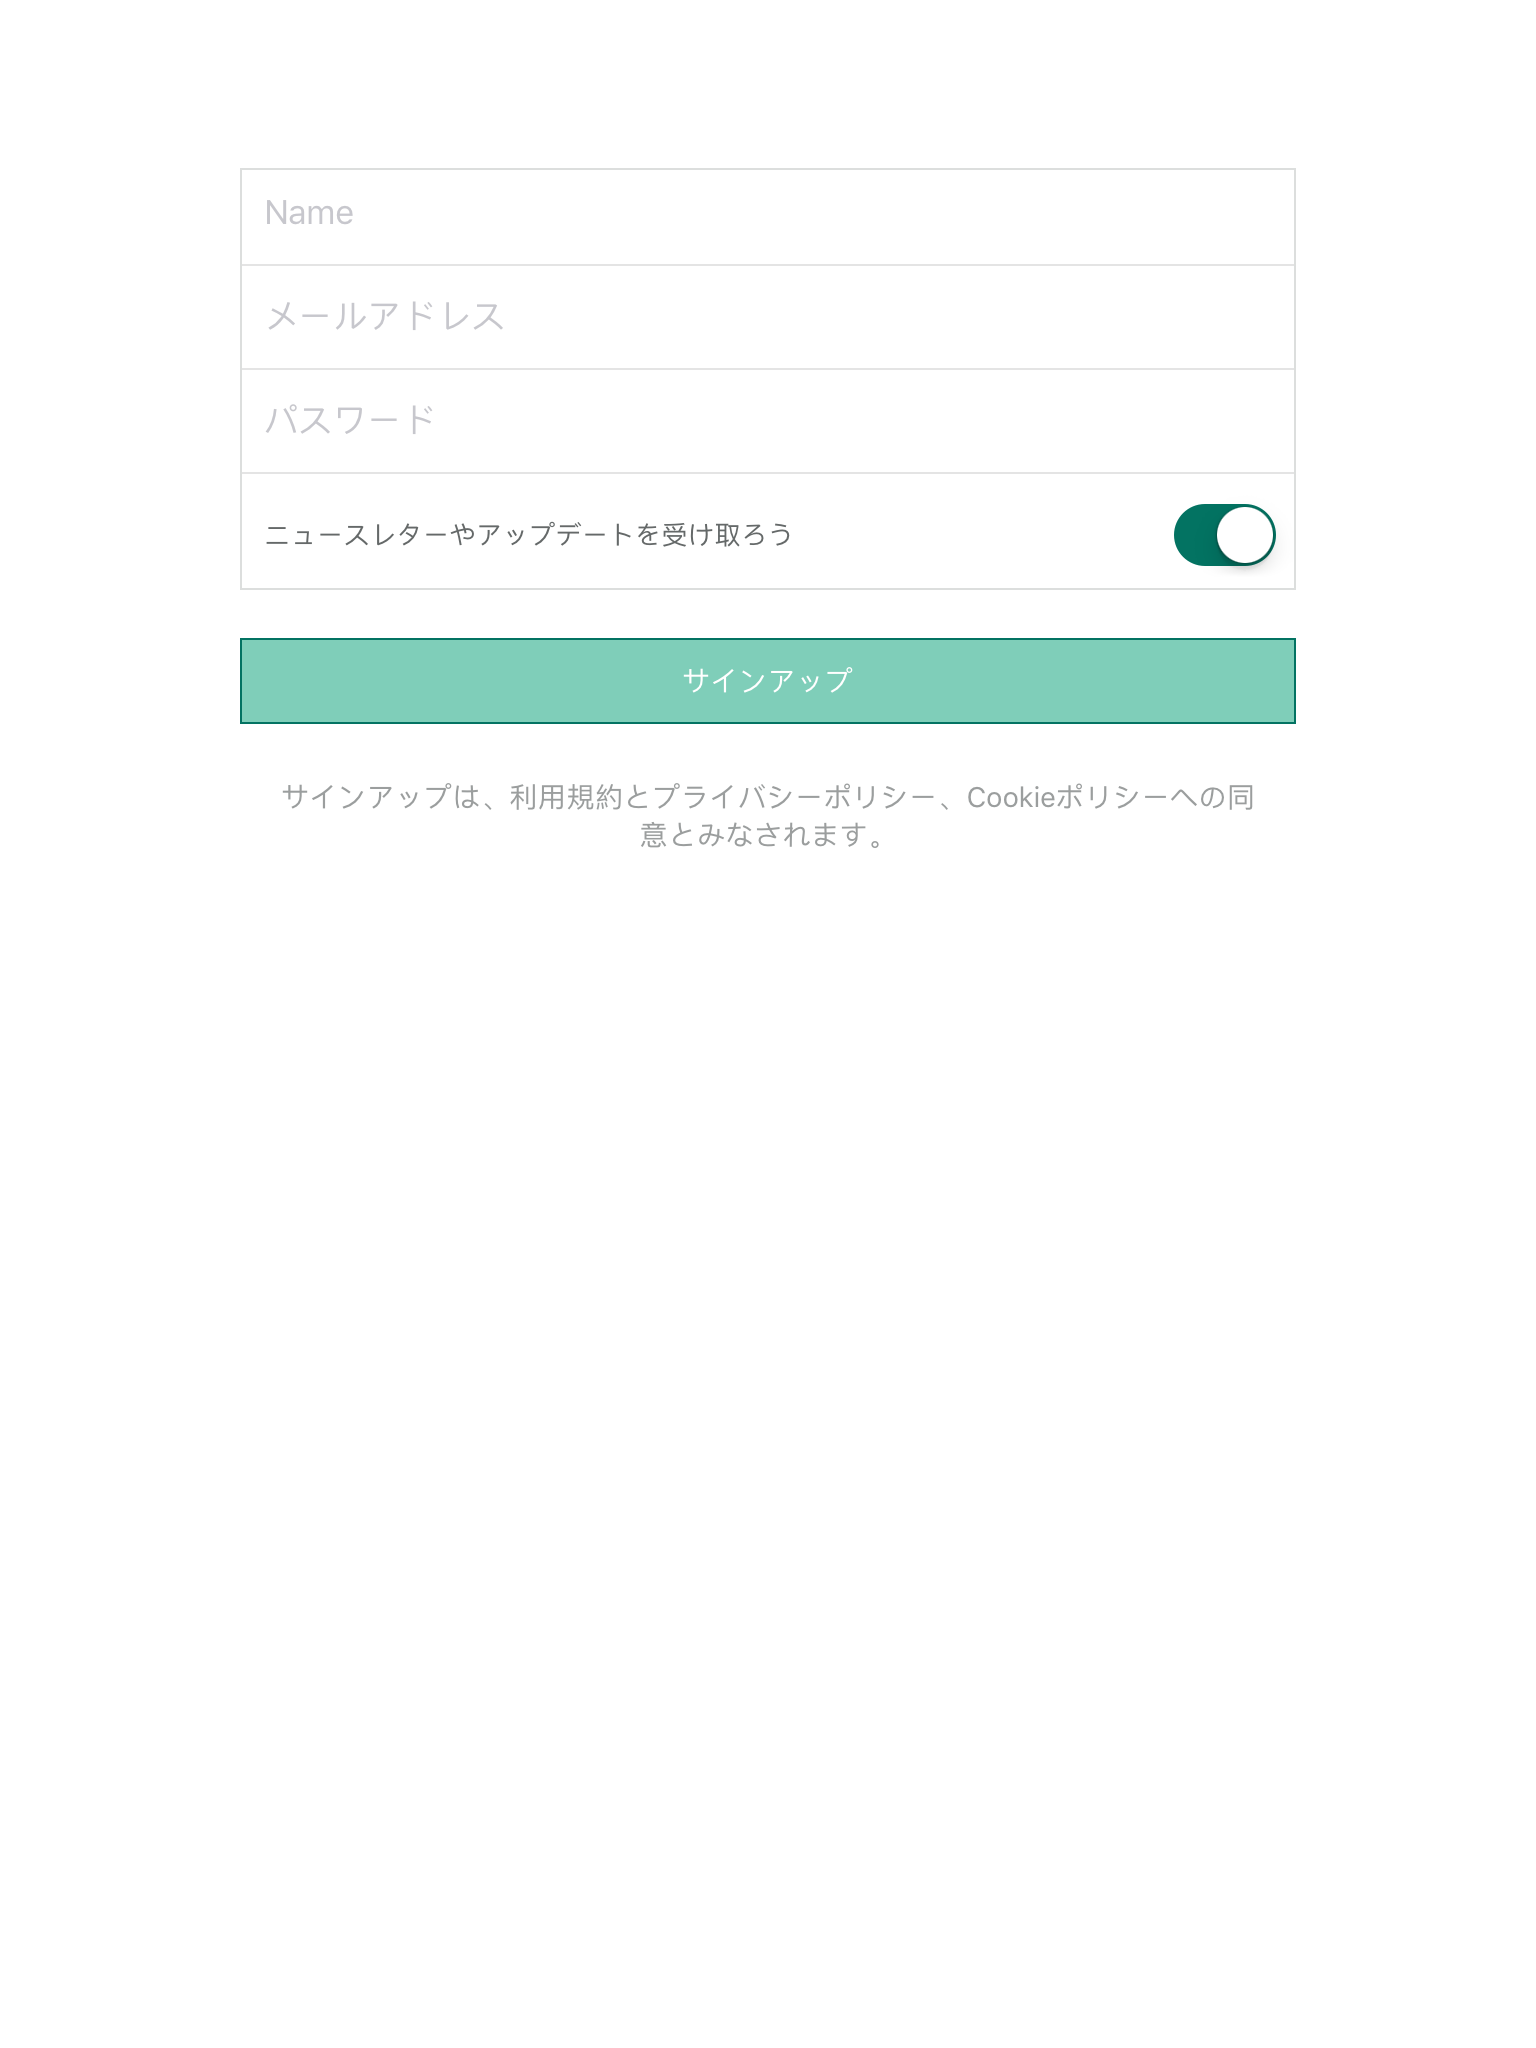 Name
メールアドレス
パスワード
ニュースレターやアップデートを受け取ろう
サインアップ
サインアップは、利用規約とプライバシーポリシー、Cookieポリシーへの同
意とみなされます。